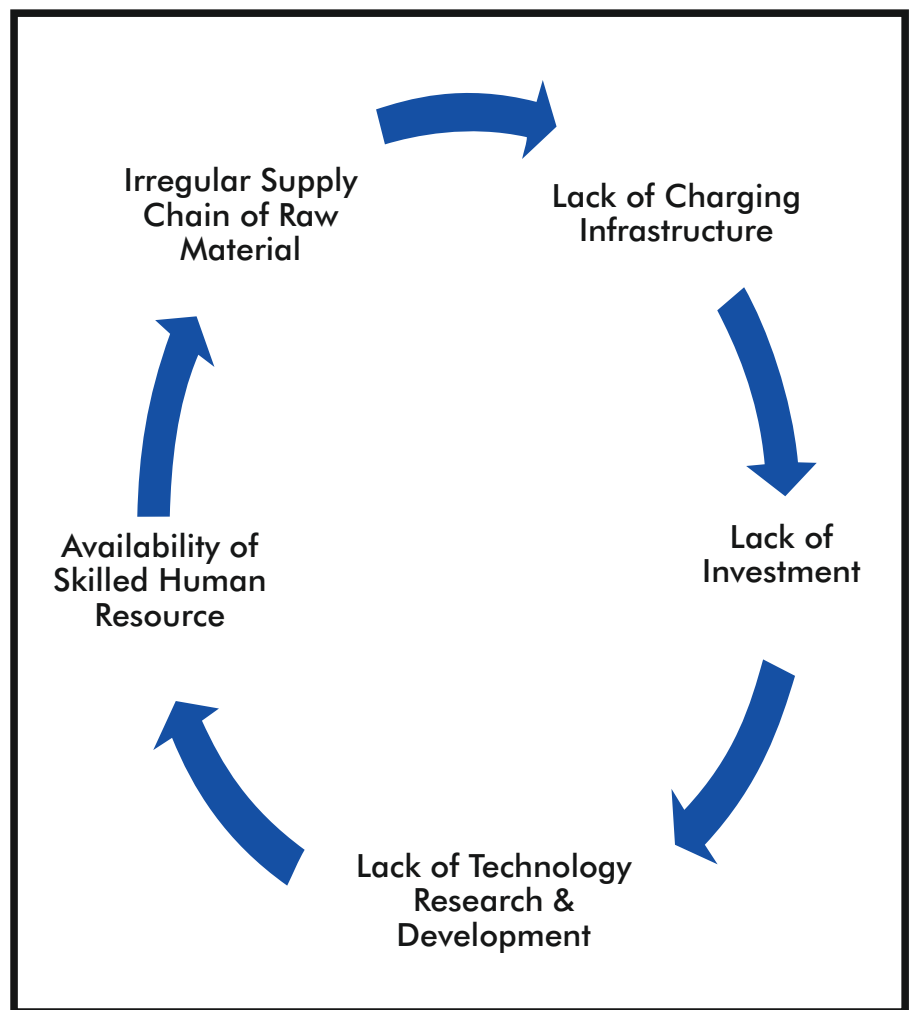 Irregular Supply
Chain of Raw
Material
Lack of Charging
Infrastructure
Lack of
Investment
Lack of Technology
Research &
Development
Availability of
Skilled Human
Resource